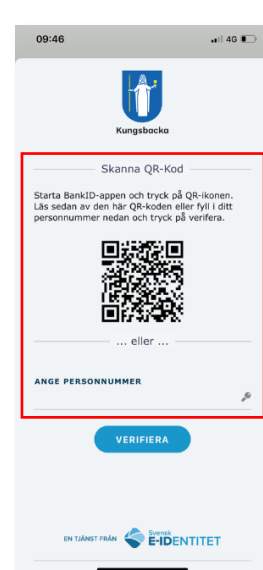 09:46
4G
Kungsbacka
Skanna QR-Kod
Starta BankID-appen och tryck på QR-ikonen.
Läs sedan av den här QR-koden eller fyll i ditt
personnummer nedan och tryck på verifera.
... eller ...
ANGE PERSONNUMMER
VERIFIERA
EN TJÄNST FRÅN
Svensk
E-IDENTITET